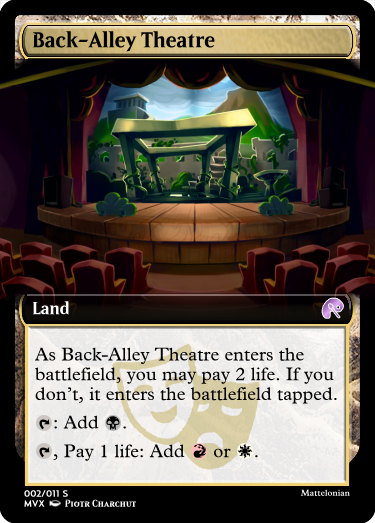 Back-Alley Theatre
Land
As Back-Alley Theatre enters the
battlefield, you may pay 2 life. If you
don't, it enters the battlefield tapped.
: Add .
, Pay 1 life: Add or .
002/011 S
Mattelonian
MVX Piotr Charchut